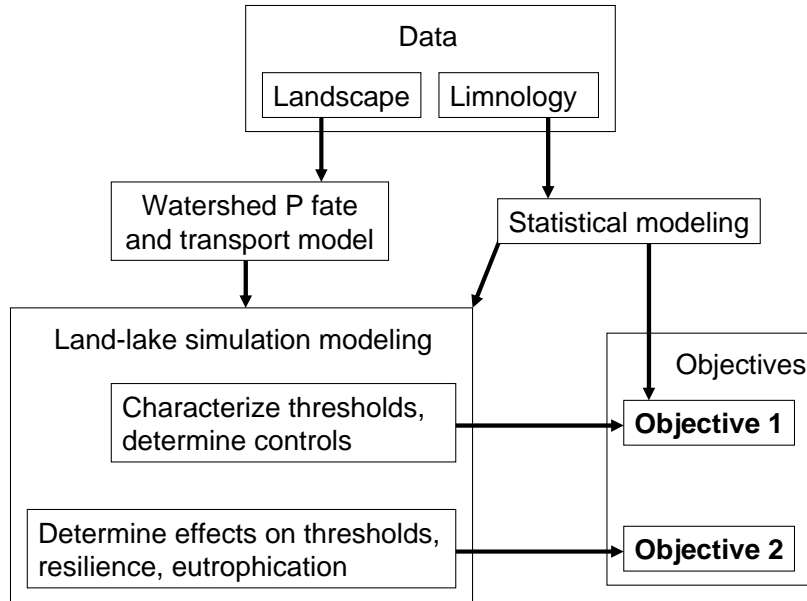 Data
Landscape
Limnology
Watershed P fate
and transport model
Statistical modeling
Land-lake simulation modeling
Objectives
Characterize thresholds,
determine controls
Objective 1
Determine effects on thresholds,
resilience, eutrophication
Objective 2